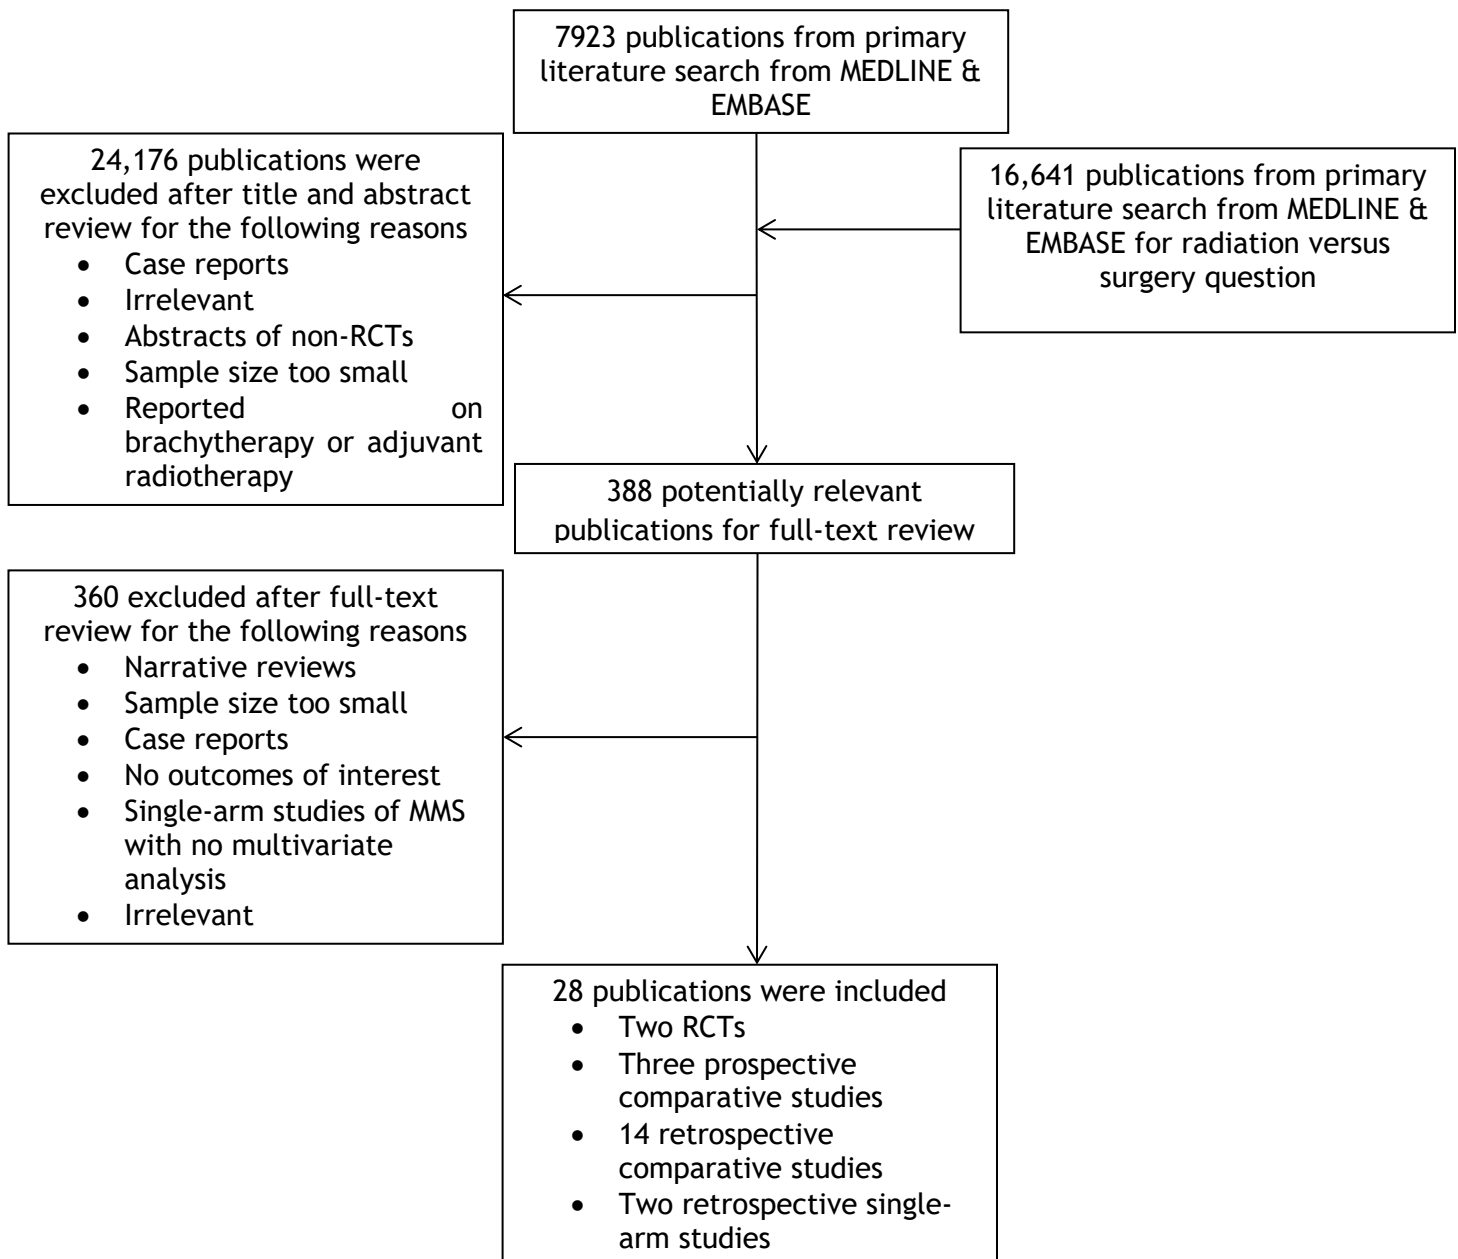 7923 publications from primary
literature search from MEDLINE &
EMBASE
24,176 publications were
excluded after title and abstract
review for the following reasons
• Case reports
• Irrelevant
• Abstracts of non-RCTs
• Sample size too small
• Reported on
brachytherapy or adjuvant
radiotherapy
16,641 publications from primary
literature search from MEDLINE &
EMBASE for radiation versus
surgery question
388 potentially relevant
publications for full-text review
360 excluded after full-text
review for the following reasons
• Narrative reviews
• Sample size too small
• Case reports
• No outcomes of interest
• Single-arm studies of MMS
with no multivariate
analysis
• Irrelevant
28 publications were included
• Two RCTs
• Three prospective
comparative studies
• 14 retrospective
comparative studies
• Two retrospective single-
arm studies